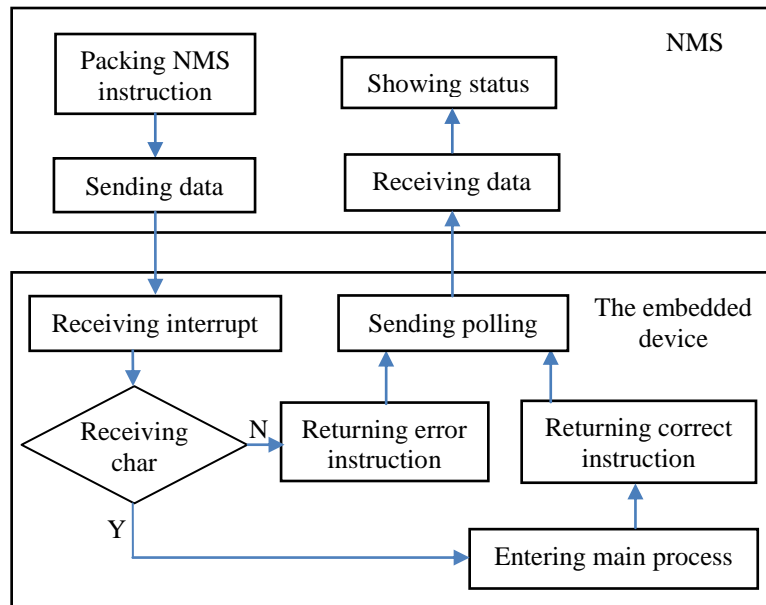 NMS
Packing NMS
instruction
Showing status
Sending data
Receiving data
Receiving interrupt
Sending polling
The embedded
device
Receiving
char
N
Returning error
instruction
Returning correct
instruction
Y
Entering main process